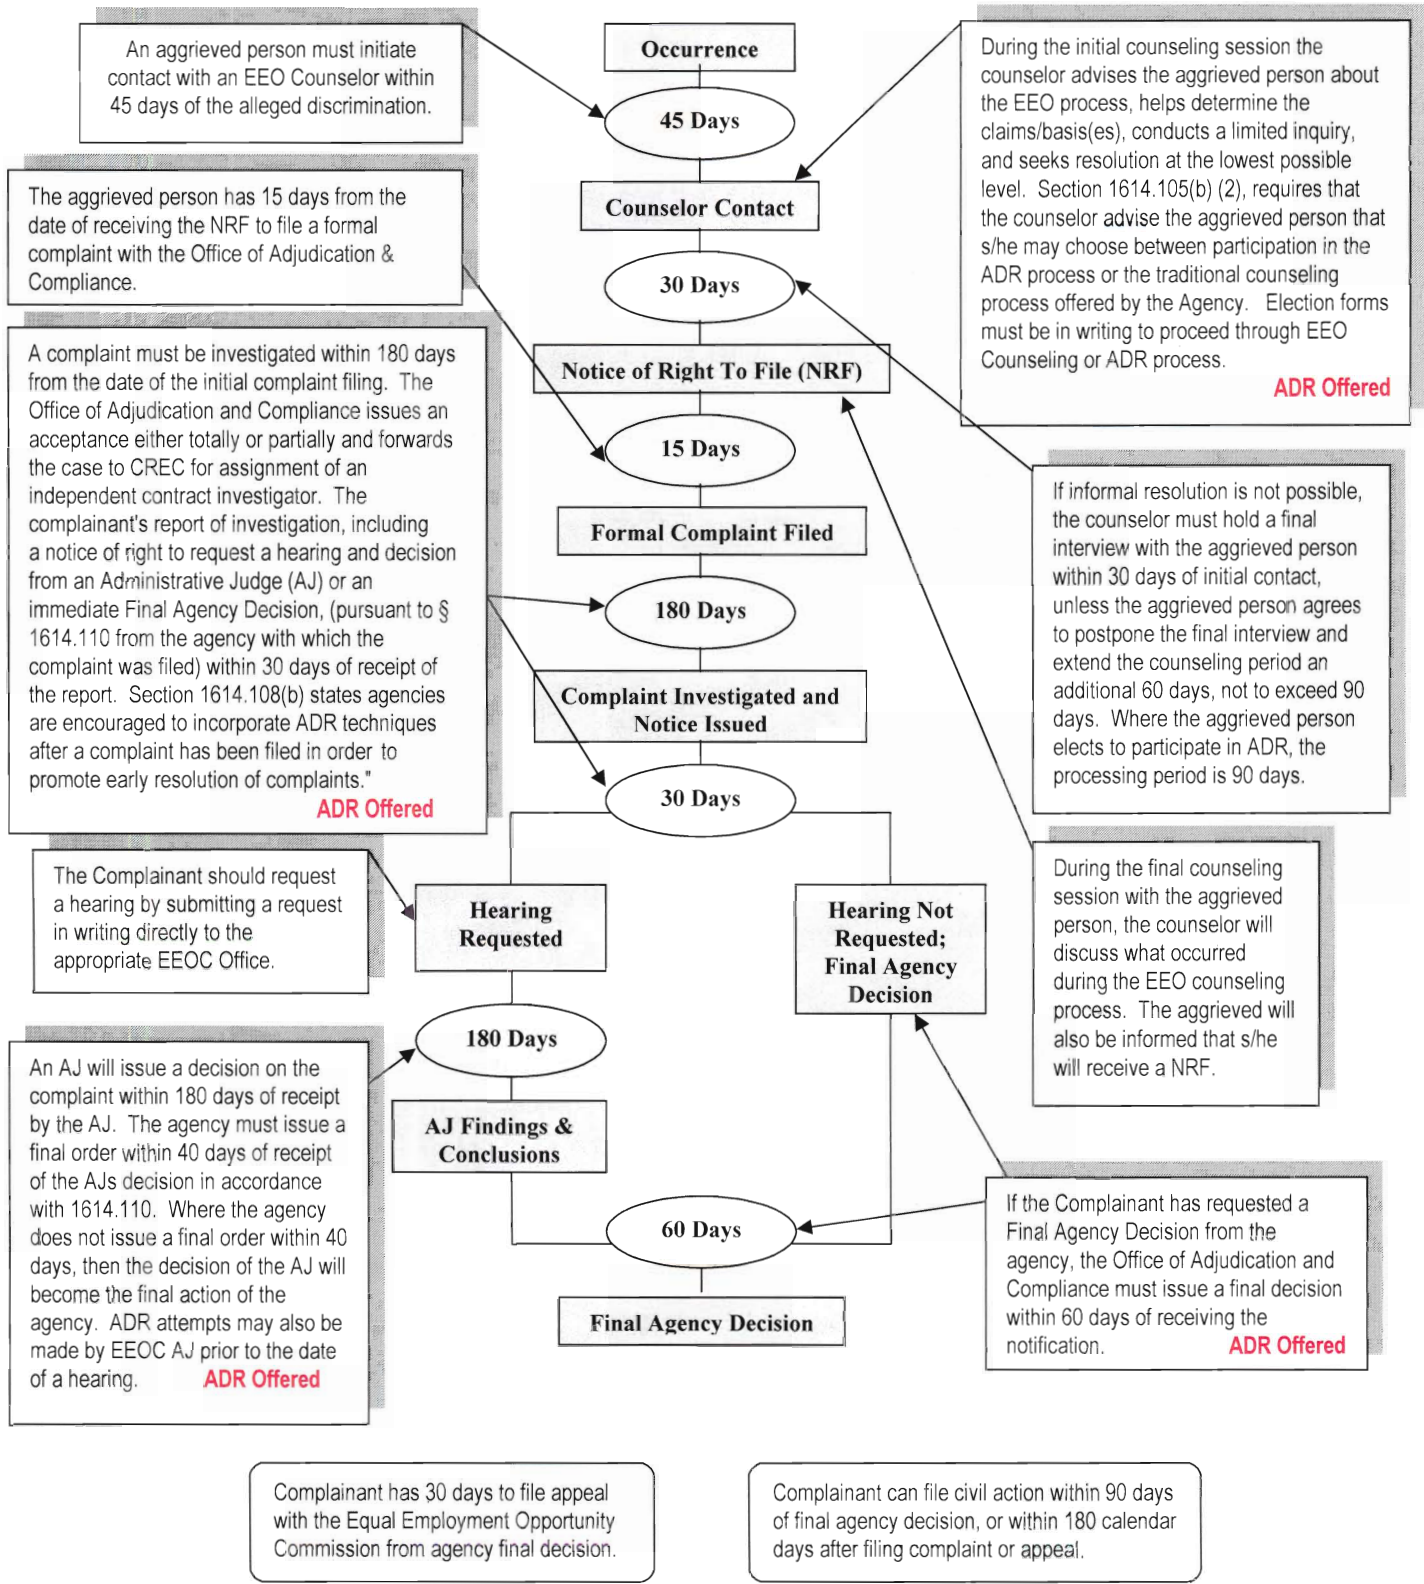 An aggrieved person must initiate
contact with an EEO Counselor within
45 days of the alleged discrimination.
Occurrence
45 Days
During the initial counseling session the
counselor advises the aggrieved person about
the EEO process, helps determine the
claims/basis(es), conducts a limited inquiry,
and seeks resolution at the lowest possible
level. Section 1614.105(b) (2), requires that
the counselor advise the aggrieved person that
s/he may choose between participation in the
ADR process or the traditional counseling
process offered by the Agency. Election forms
must be in writing to proceed through EEO
Counseling or ADR process.
ADR Offered
The aggrieved person has 15 days from the
date of receiving the NRF to file a formal
complaint with the Office of Adjudication &
Compliance.
Counselor Contact
30 Days
Notice of Right To File (NRF)
15 Days
Formal Complaint Filed
180 Days
Complaint Investigated and
Notice Issued
30 Days
A complaint must be investigated within 180 days
from the date of the initial complaint filing. The
Office of Adjudication and Compliance issues an
acceptance either totally or partially and forwards
the case to CREC for assignment of an
independent contract investigator. The
complainant's report of investigation, including
a notice of right to request a hearing and decision
from an Administrative Judge (AJ) or an
immediate Final Agency Decision, (pursuant to §
1614.110 from the agency with which the
complaint was filed) within 30 days of receipt of
the report. Section 1614.108(b) states agencies
are encouraged to incorporate ADR techniques
after a complaint has been filed in order to
promote early resolution of complaints."
ADR Offered
If informal resolution is not possible,
the counselor must hold a final
interview with the aggrieved person
within 30 days of initial contact,
unless the aggrieved person agrees
to postpone the final interview and
extend the counseling period an
additional 60 days, not to exceed 90
days. Where the aggrieved person
elects to participate in ADR, the
processing period is 90 days.
The Complainant should request
a hearing by submitting a request
in writing directly to the
appropriate EEOC Office.
Hearing
Requested
Hearing Not
Requested;
Final Agency
Decision
During the final counseling
session with the aggrieved
person, the counselor will
discuss what occurred
during the EEO counseling
process. The aggrieved will
also be informed that s/he
will receive a NRF.
180 Days
AJ Findings &
Conclusions
An AJ will issue a decision on the
complaint within 180 days of receipt
by the AJ. The agency must issue a
final order within 40 days of receipt
of the AJs decision in accordance
with 1614.110. Where the agency
does not issue a final order within 40
days, then the decision of the AJ will
become the final action of the
agency. ADR attempts may also be
made by EEOC AJ prior to the date
of a hearing. ADR Offered
60 Days
Final Agency Decision
If the Complainant has requested a
Final Agency Decision from the
agency, the Office of Adjudication and
Compliance must issue a final decision
within 60 days of receiving the
notification. ADR Offered
Complainant has 30 days to file appeal
with the Equal Employment Opportunity
Commission from agency final decision.
Complainant can file civil action within 90 days
of final agency decision, or within 180 calendar
days after filing complaint or appeal.